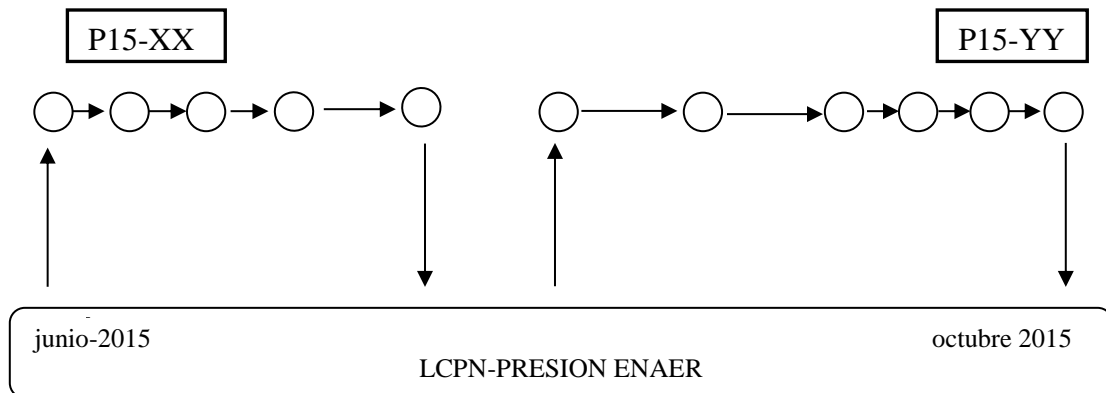 P15-XX
P15-YY
junio-2015
octubre 2015
LCPN-PRESION ENAER